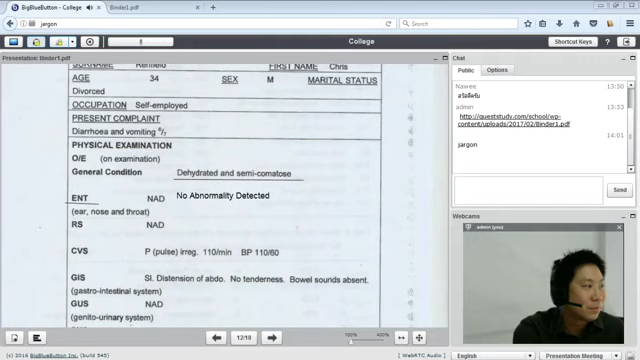 BigBlueButton - College
Binder1.pdf
jargon
Search
College
Shortcut Keys
Presentation: Binder1.pdf
SURNAME Renfield FIRST NAME Chris
AGE 34 SEX M MARITAL STATUS
Divorced
OCCUPATION Self-employed
PRESENT COMPLAINT
Diarrhoea and vomiting 6/7
PHYSICAL EXAMINATION
O/E (on examination)
General Condition Dehydrated and semi-comatose
ENT NAD No Abnormality Detected
(ear, nose and throat)
RS NAD
CVS P (pulse) irreg. 110/min BP 110/60
GIS Sl. Distension of abdo. No tenderness. Bowel sounds absent.
(gastro-intestinal system)
GUS NAD
(genito-urinary system)
12/18
100% 400%
Chat
Public
Options
Nawee 13:50
สวัสดีครับ
admin 13:53
http://queststudy.com/school/wp-
content/uploads/2017/02/Binder1.pdf
14:01
jargon
Send
Webcams
admin (you)
(c) 2016 BigBlueButton Inc. (build 545)
[ WebRTC Audio ]
English
Presentation Meeting